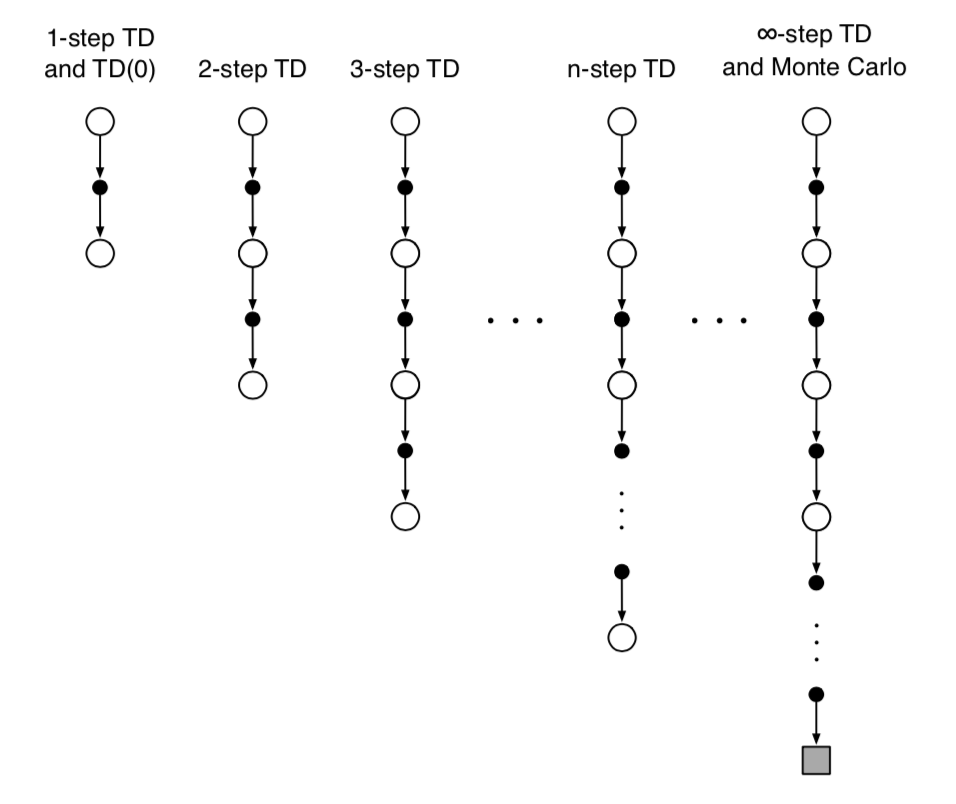 1-step TD
and TD(0)
2-step TD
3-step TD
n-step TD
∞-step TD
and Monte Carlo